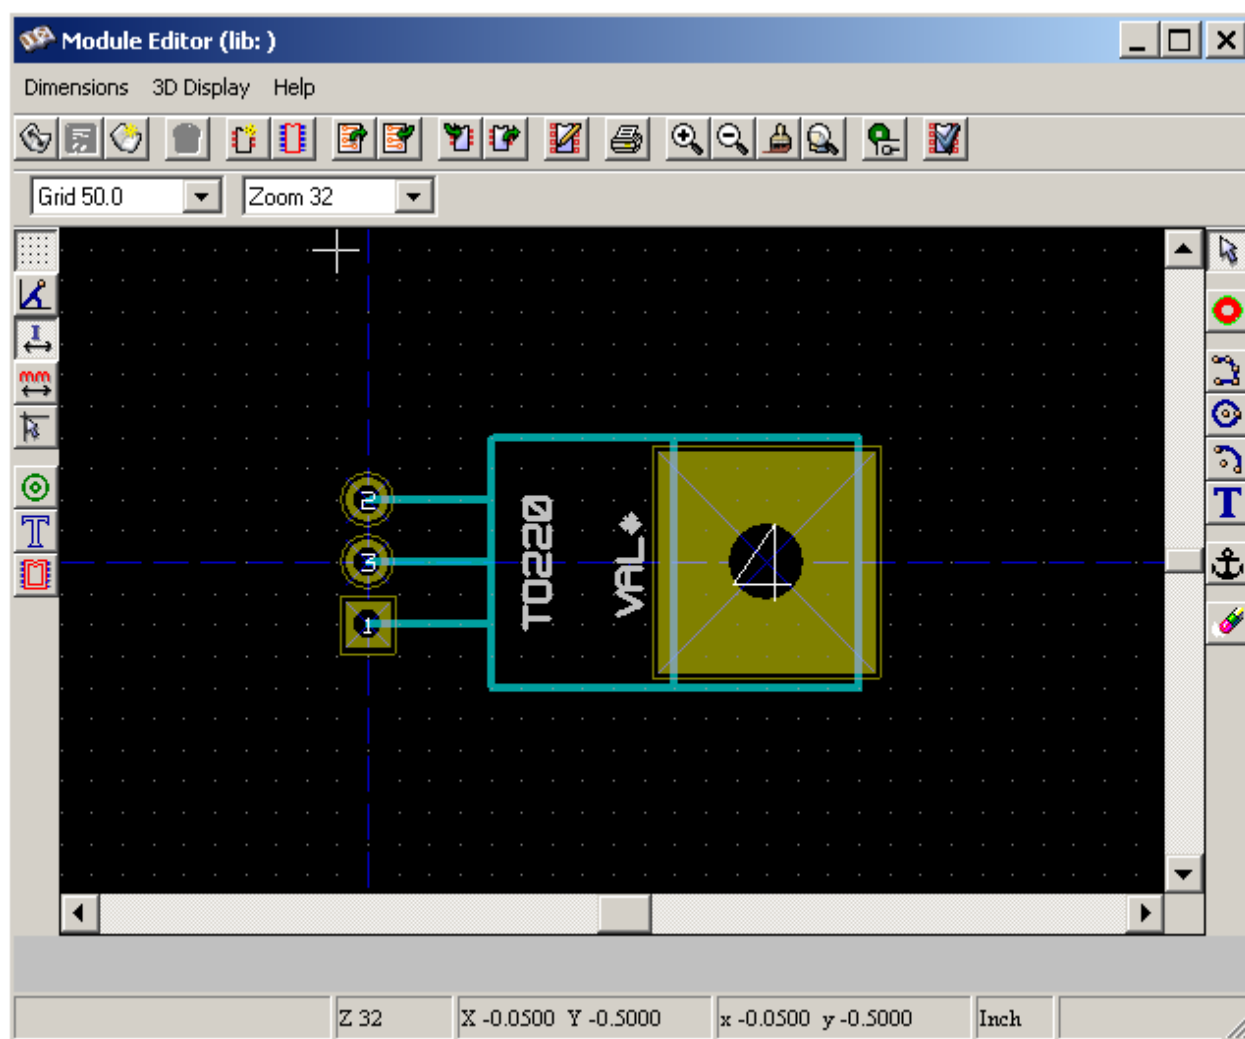 Module Editor (lib: )
Dimensions 3D Display Help
Grid 50.0 Zoom 32
I
mm
T
T
2
3
1
TO220
VAL*
4
Z 32 X -0.0500 Y -0.5000 x -0.0500 y -0.5000 Inch